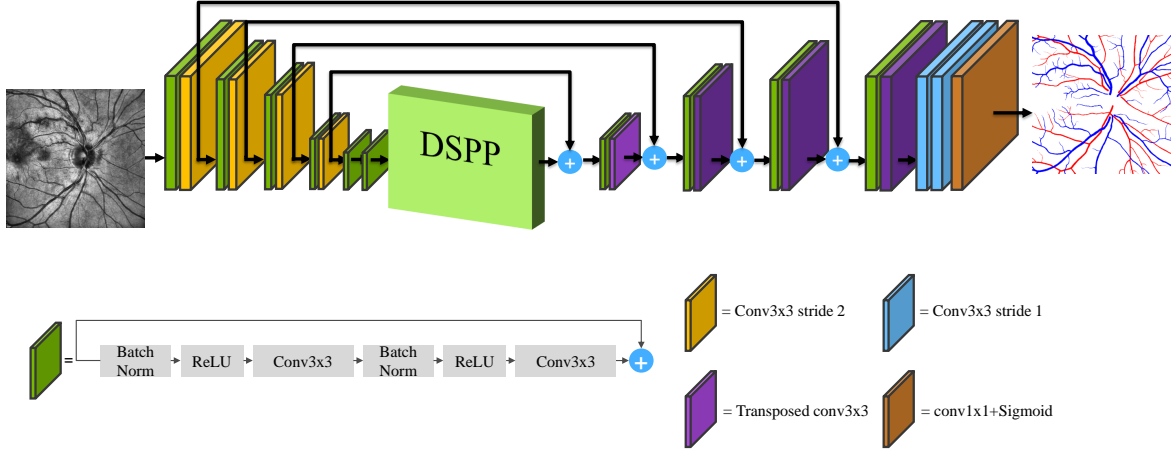 DSPP
+
+
+
+
= Conv3x3 stride 2
= Conv3x3 stride 1
=
Batch
Norm
ReLU
Conv3x3
Batch
Norm
ReLU
Conv3x3
+
= Transposed conv3x3
= conv1x1+Sigmoid